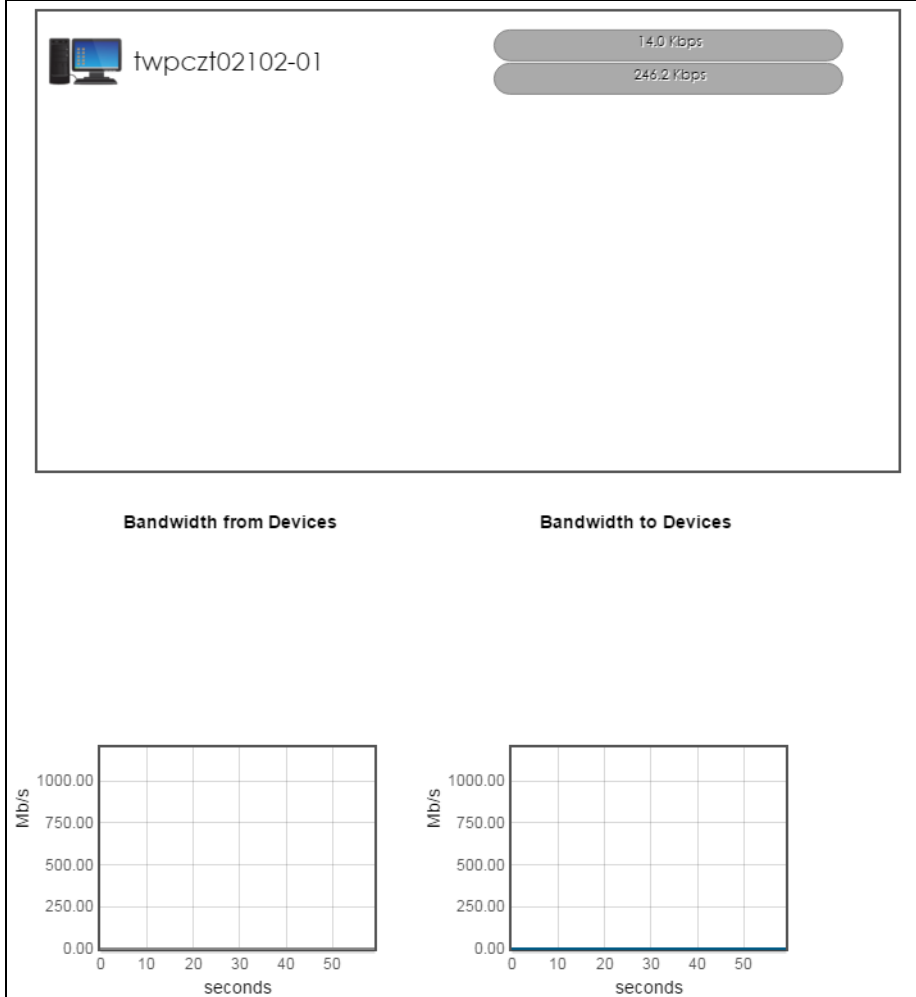 twpczt02102-01
14.0 Kbps
246.2 Kbps
Bandwidth from Devices
Bandwidth to Devices
Mb/s
1000.00
750.00
500.00
250.00
0.00
0 10 20 30 40 50
seconds
Mb/s
1000.00
750.00
500.00
250.00
0.00
0 10 20 30 40 50
seconds